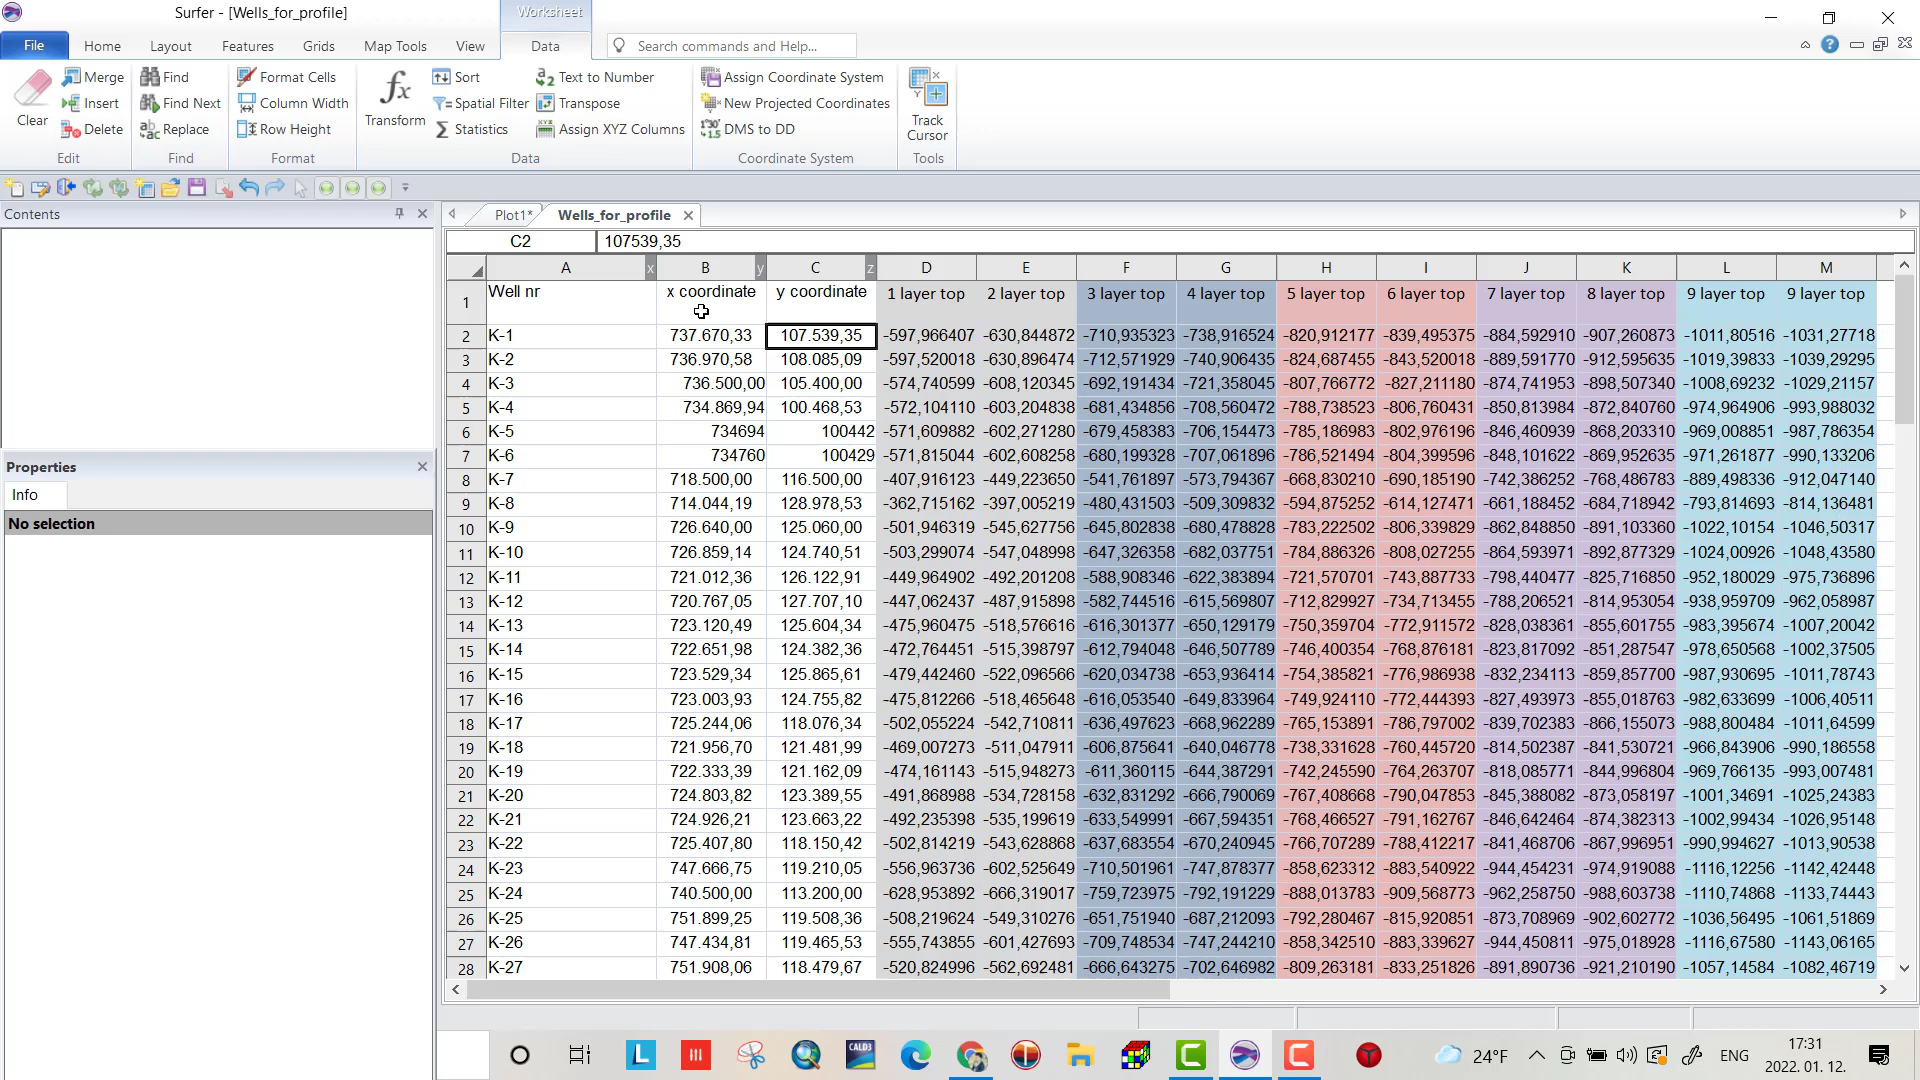 Surfer - [Wells_for_profile]
Worksheet
File Home Layout Features Grids Map Tools View Data Search commands and Help...
Clear Merge Insert Delete
Find Find Next Replace
Format Cells Column Width Row Height
Transform Sort Spatial Filter Statistics
Text to Number Transpose Assign XYZ Columns
Assign Coordinate System New Projected Coordinates DMS to DD
Track Cursor
Edit Find Format Data Coordinate System Tools
Contents
Plot1* Wells_for_profile
C2 107539,35
A x B y C z D E F G H I J K L M
1 Well nr x coordinate y coordinate 1 layer top 2 layer top 3 layer top 4 layer top 5 layer top 6 layer top 7 layer top 8 layer top 9 layer top 9 layer top
2 K-1 737.670,33 107.539,35 -597,966407 -630,844872 -710,935323 -738,916524 -820,912177 -839,495375 -884,592910 -907,260873 -1011,80516 -1031,27718
3 K-2 736.970,58 108.085,09 -597,520018 -630,896474 -712,571929 -740,906435 -824,687455 -843,520018 -889,591770 -912,595635 -1019,39833 -1039,29295
4 K-3 736.500,00 105.400,00 -574,740599 -608,120345 -692,191434 -721,358045 -807,766772 -827,211180 -874,741953 -898,507340 -1008,69232 -1029,21157
5 K-4 734.869,94 100.468,53 -572,104110 -603,204838 -681,434856 -708,560472 -788,738523 -806,760431 -850,813984 -872,840760 -974,964906 -993,988032
6 K-5 734694 100442 -571,609882 -602,271280 -679,458383 -706,154473 -785,186983 -802,976196 -846,460939 -868,203310 -969,008851 -987,786354
7 K-6 734760 100429 -571,815044 -602,608258 -680,199328 -707,061896 -786,521494 -804,399596 -848,101622 -869,952635 -971,261877 -990,133206
8 K-7 718.500,00 116.500,00 -407,916123 -449,223650 -541,761897 -573,794367 -668,830210 -690,185190 -742,386252 -768,486783 -889,498336 -912,047140
9 K-8 714.044,19 128.978,53 -362,715162 -397,005219 -480,431503 -509,309832 -594,875252 -614,127471 -661,188452 -684,718942 -793,814693 -814,136481
10 K-9 726.640,00 125.060,00 -501,946319 -545,627756 -645,802838 -680,478828 -783,222502 -806,339829 -862,848850 -891,103360 -1022,10154 -1046,50317
11 K-10 726.859,14 124.740,51 -503,299074 -547,048998 -647,326358 -682,037751 -784,886326 -808,027255 -864,593971 -892,877329 -1024,00926 -1048,43580
12 K-11 721.012,36 126.122,91 -449,964902 -492,201208 -588,908346 -622,383894 -721,570701 -743,887733 -798,440477 -825,716850 -952,180029 -975,736896
13 K-12 720.767,05 127.707,10 -447,062437 -487,915898 -582,744516 -615,569807 -712,829927 -734,713455 -788,206521 -814,953054 -938,959709 -962,058987
14 K-13 723.120,49 125.604,34 -475,960475 -518,576616 -616,301377 -650,129179 -750,359704 -772,911572 -828,038361 -855,601755 -983,395674 -1007,20042
15 K-14 722.651,98 124.382,36 -472,764451 -515,398797 -612,794048 -646,507789 -746,400354 -768,876181 -823,817092 -851,287547 -978,650568 -1002,37505
16 K-15 723.529,34 125.865,61 -479,442460 -522,096566 -620,034738 -653,936414 -754,385821 -776,986938 -832,234113 -859,857700 -987,930695 -1011,78743
17 K-16 723.003,93 124.755,82 -475,812266 -518,465648 -616,053540 -649,833964 -749,924110 -772,444393 -827,493973 -855,018763 -982,633699 -1006,40511
18 K-17 725.244,06 118.076,34 -502,055224 -542,710811 -636,497623 -668,962289 -765,153891 -786,797002 -839,702383 -866,155073 -988,800484 -1011,64599
19 K-18 721.956,70 121.481,99 -469,007273 -511,047911 -606,875641 -640,046778 -738,331628 -760,445720 -814,502387 -841,530721 -966,843906 -990,186558
20 K-19 722.333,39 121.162,09 -474,161143 -515,948273 -611,360115 -644,387291 -742,245590 -764,263707 -818,085771 -844,996804 -969,766135 -993,007481
21 K-20 724.803,82 123.389,55 -491,868988 -534,728158 -632,831292 -666,790069 -767,408668 -790,047853 -845,388082 -873,058197 -1001,34691 -1025,24383
22 K-21 724.926,21 123.663,22 -492,235398 -535,199619 -633,549991 -667,594351 -768,466527 -791,162767 -846,642464 -874,382313 -1002,99434 -1026,95148
23 K-22 725.407,80 118.150,42 -502,814219 -543,628868 -637,683554 -670,240945 -766,707289 -788,412217 -841,468706 -867,996951 -990,994627 -1013,90538
24 K-23 747.666,75 119.210,05 -556,963736 -602,525649 -710,501961 -747,878377 -858,623312 -883,540922 -944,454231 -974,919088 -1116,12256 -1142,42448
25 K-24 740.500,00 113.200,00 -628,953892 -666,319017 -759,723975 -792,191229 -888,013783 -909,568773 -962,258750 -988,603738 -1110,74868 -1133,74443
26 K-25 751.899,25 119.508,36 -508,219624 -549,310276 -651,751940 -687,212093 -792,280467 -815,920851 -873,708969 -902,602772 -1036,56495 -1061,51869
27 K-26 747.434,81 119.465,53 -555,743855 -601,427693 -709,748534 -747,244210 -858,342510 -883,339627 -944,450811 -975,018928 -1116,67580 -1143,06165
28 K-27 751.908,06 118.479,67 -520,824996 -562,692481 -666,643275 -702,646982 -809,263181 -833,251826 -891,890736 -921,210190 -1057,14584 -1082,46719
Properties
Info
No selection
CALD3
24°F ENG 17:31
2022. 01. 12.